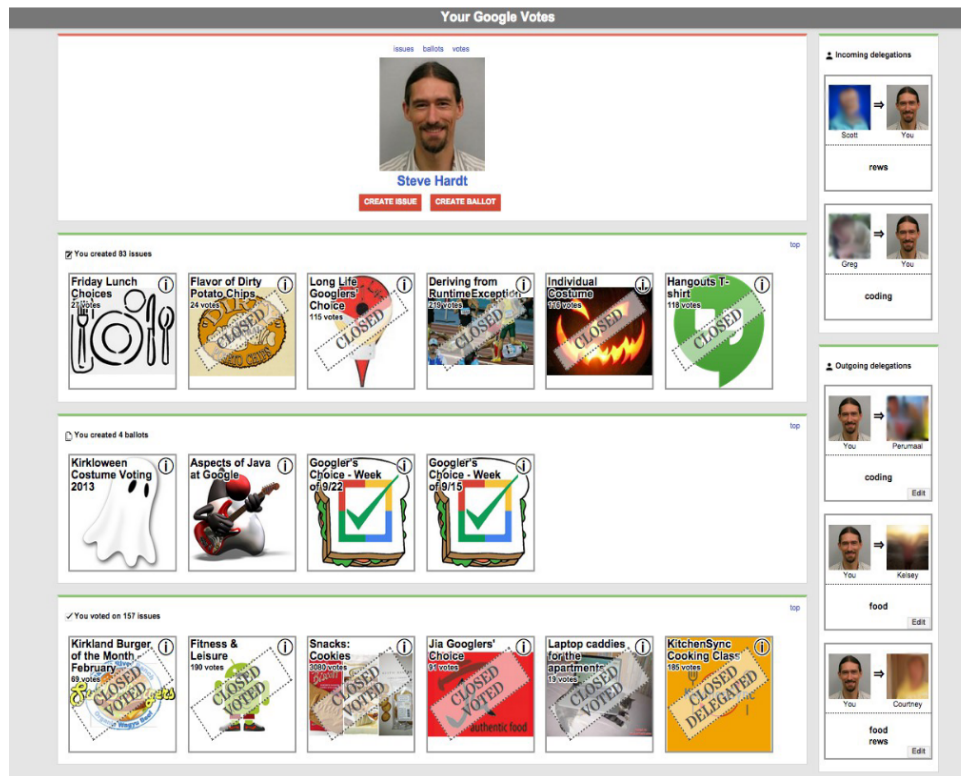 Your Google Votes
issues ballots votes
Steve Hardt
CREATE ISSUE CREATE BALLOT
You created 83 issues
top
Friday Lunch
Choices
Flavor of Dirty
Potato Chips
24 votes
CLOSED
Long Life
Googlers'
Choice
115 votes
CLOSED
Deriving from
RuntimeException
219 votes
CLOSED
Individual
Costume
CLOSED
Hangouts T-
shirt
118 votes
CLOSED
You created 4 ballots
top
Kirkloween
Costume Voting
2013
Aspects of Java
at Google
Googler's
Choice - Week
of 9/22
Googler's
Choice - Week
of 9/15
You voted on 157 issues
top
Kirkland Burger
of the Month -
February
69 votes
CLOSED
VOTED
Fitness &
Leisure
190 votes
CLOSED
VOTED
Snacks:
Cookies
3080 votes
CLOSED
VOTED
Jia Googlers'
Choice
91 votes
CLOSED
VOTED
authentic food
Laptop caddies
for the
apartments
19 votes
CLOSED
VOTED
KitchenSync
Cooking Class
185 votes
CLOSED
DELEGATED
Incoming delegations
Scott ⇒ You
rews
Greg ⇒ You
coding
Outgoing delegations
You ⇒ Perumaal
coding
Edit
You ⇒ Kelsey
food
Edit
You ⇒ Courtney
food
rews
Edit